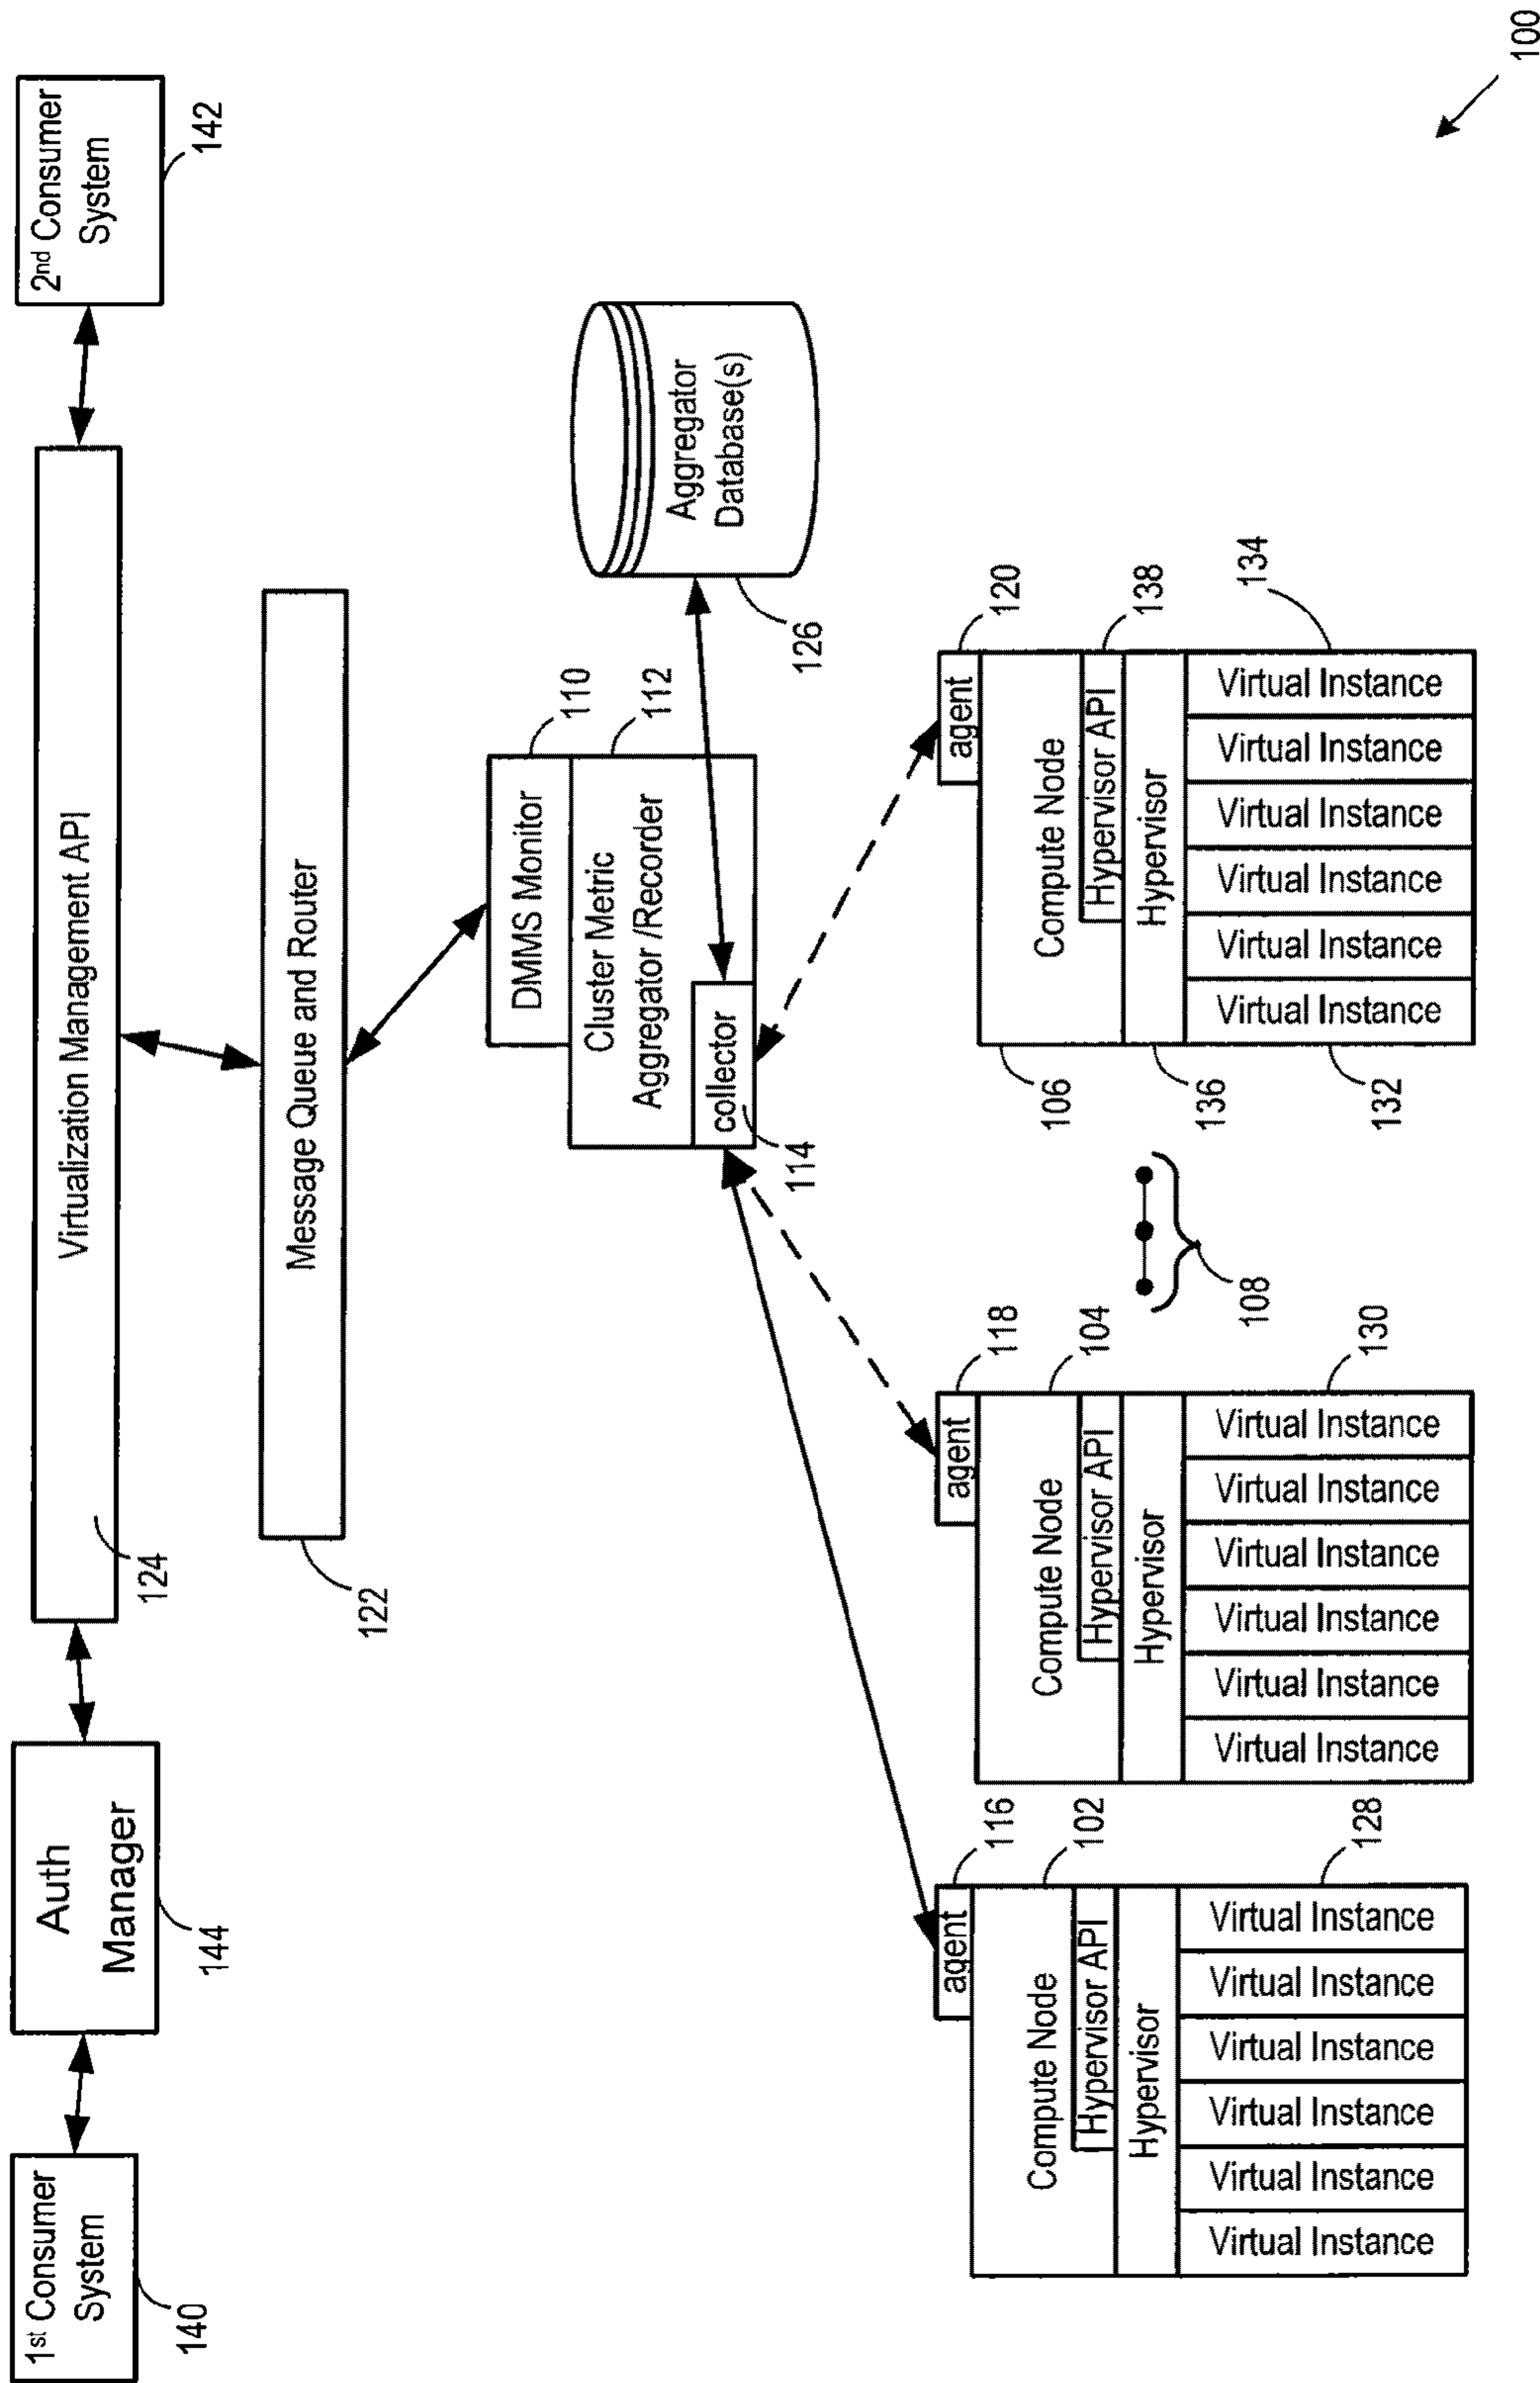 1st Consumer
System
140
Auth
Manager
144
Virtualization Management API
124
2nd Consumer
System
142
Message Queue and Router
122
DMMS Monitor
110
Cluster Metric
Aggregator /Recorder
112
collector
114
Aggregator
Database(s)
126
agent
116
Compute Node
102
Hypervisor API
Hypervisor
Virtual Instance
Virtual Instance
Virtual Instance
Virtual Instance
Virtual Instance
Virtual Instance
128
agent
118
Compute Node
104
Hypervisor API
Hypervisor
Virtual Instance
Virtual Instance
Virtual Instance
Virtual Instance
Virtual Instance
Virtual Instance
130
108
agent
120
Compute Node
106
Hypervisor API
138
Hypervisor
136
Virtual Instance
Virtual Instance
Virtual Instance
Virtual Instance
Virtual Instance
Virtual Instance
132
134
100